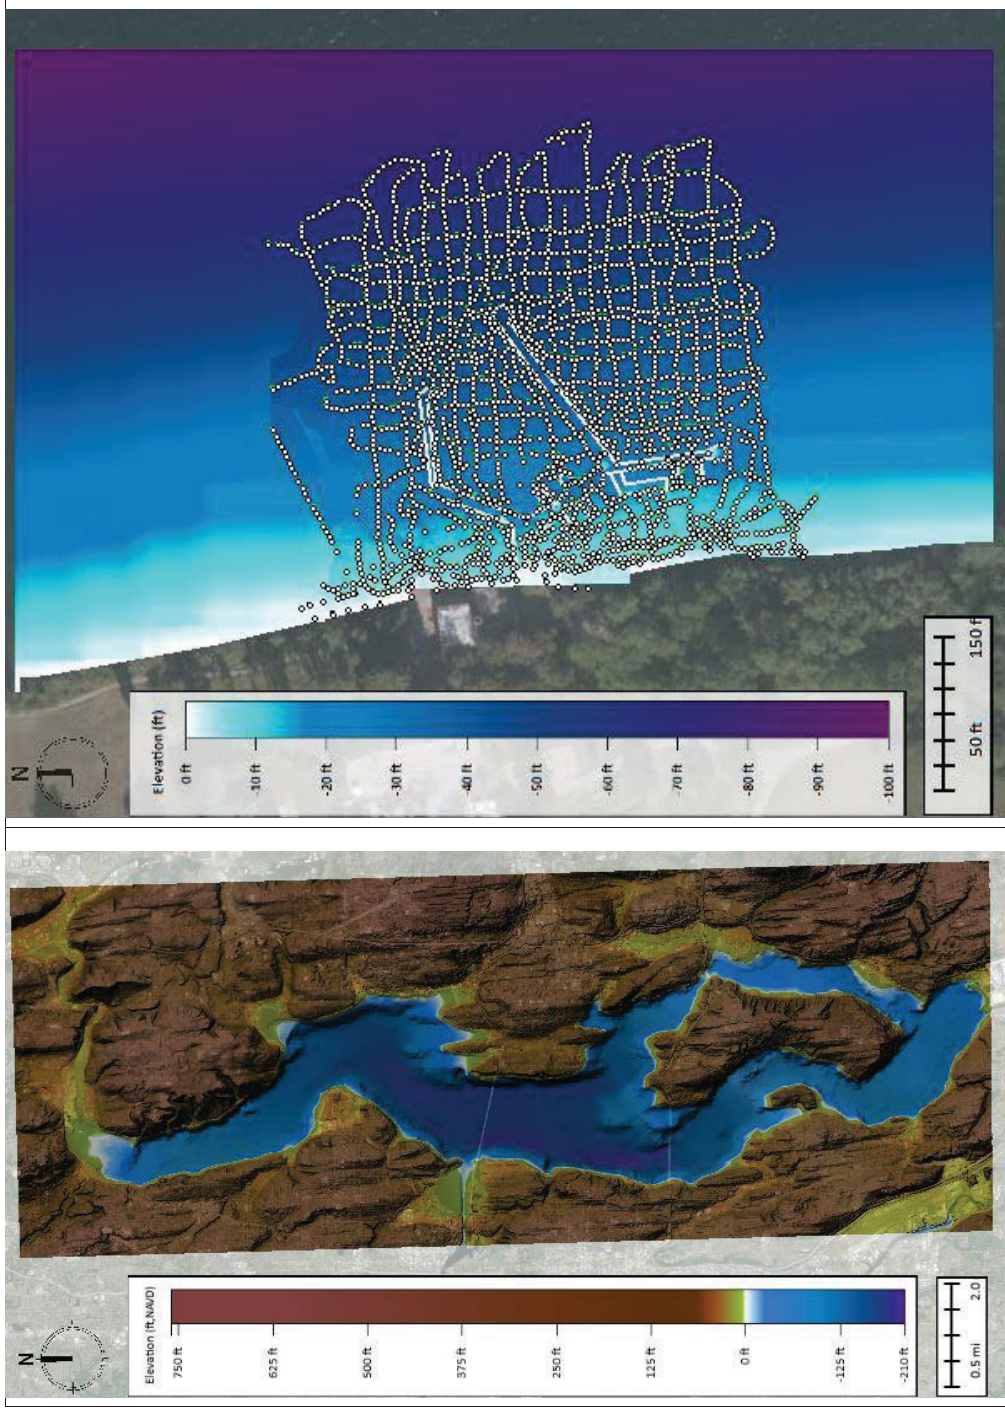 N
Elevation (ft)
0 ft
-10 ft
-20 ft
-30 ft
-40 ft
-50 ft
-60 ft
-70 ft
-80 ft
-90 ft
-100 ft
50 ft
150 f
N
Elevation (ft,NAVD)
750 ft
625 ft
500 ft
375 ft
250 ft
125 ft
0 ft
-125 ft
-210 ft
0.5 mi
2.0